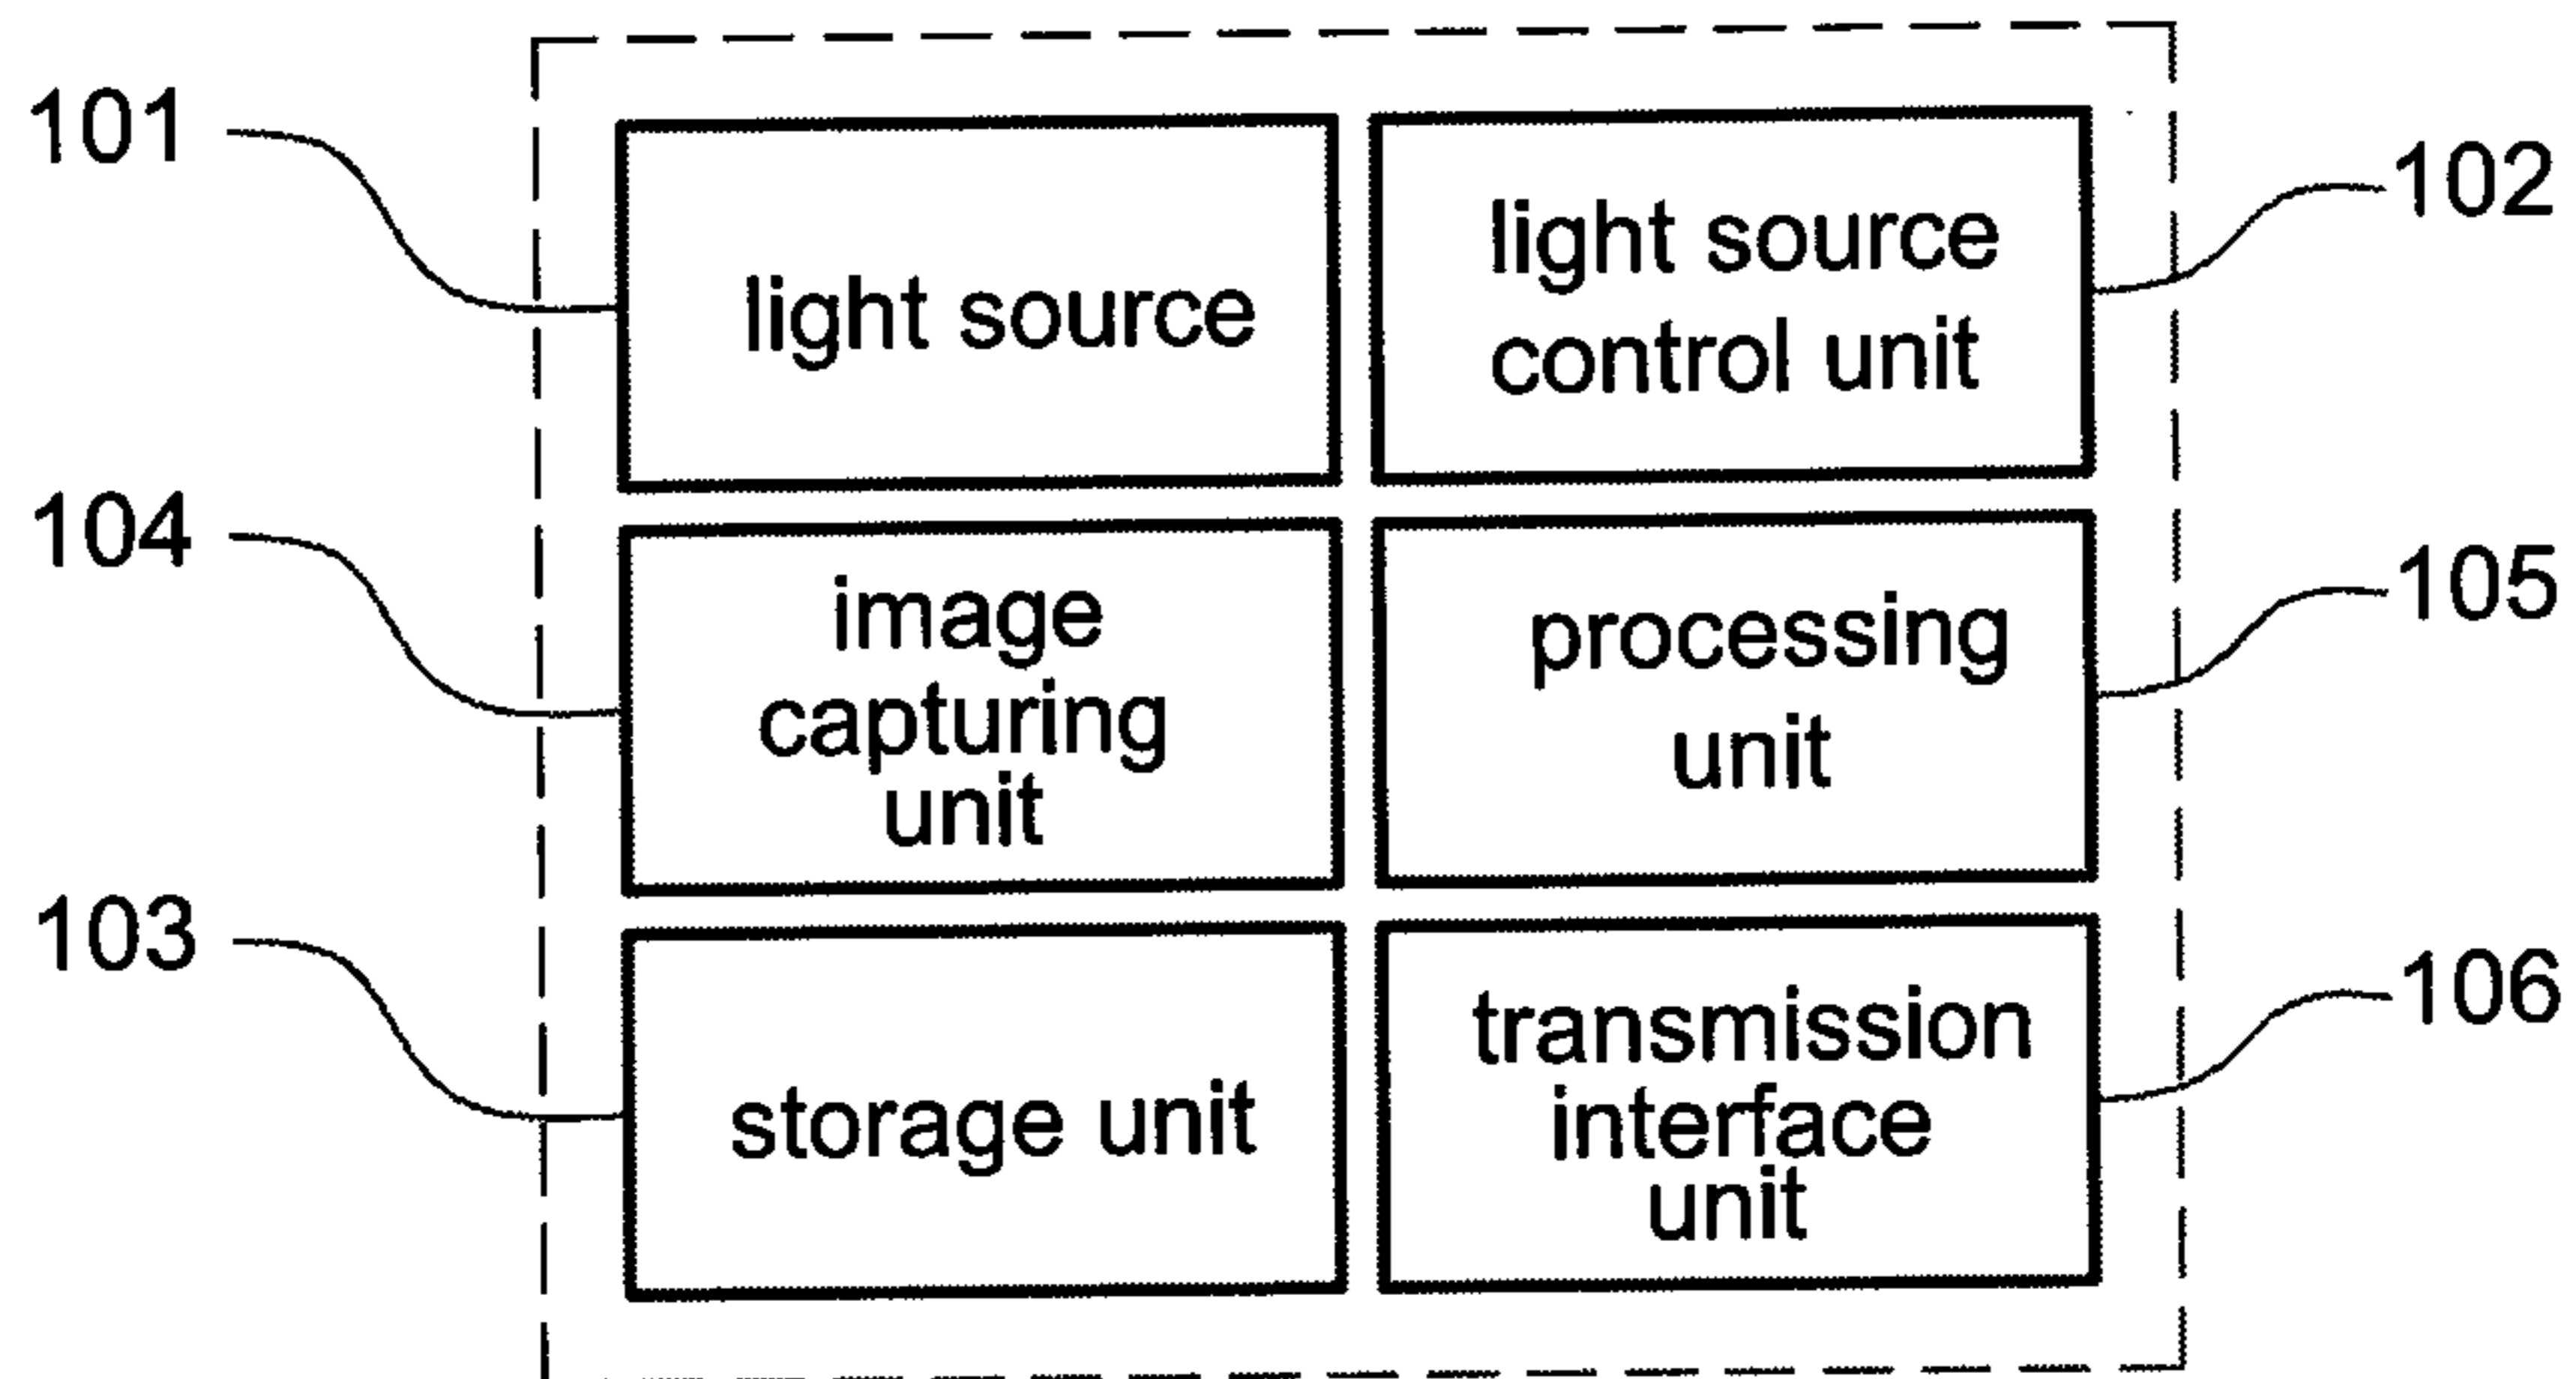 101
light source
light source
control unit
102
104
image
capturing
unit
processing
unit
105
103
storage unit
transmission
interface
unit
106